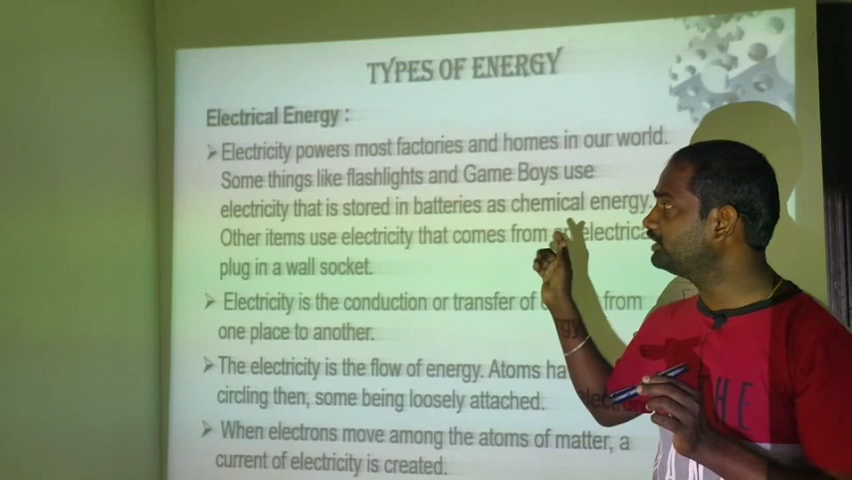 TYPES OF ENERGY
Electrical Energy :
➢ Electricity powers most factories and homes in our world.
Some things like flashlights and Game Boys use
electricity that is stored in batteries as chemical energy.
Other items use electricity that comes from an electrical
plug in a wall socket.
➢ Electricity is the conduction or transfer of from
one place to another.
➢ The electricity is the flow of energy. Atoms ha
circling then, some being loosely attached.
➢ When electrons move among the atoms of matter, a
current of electricity is created.
THE